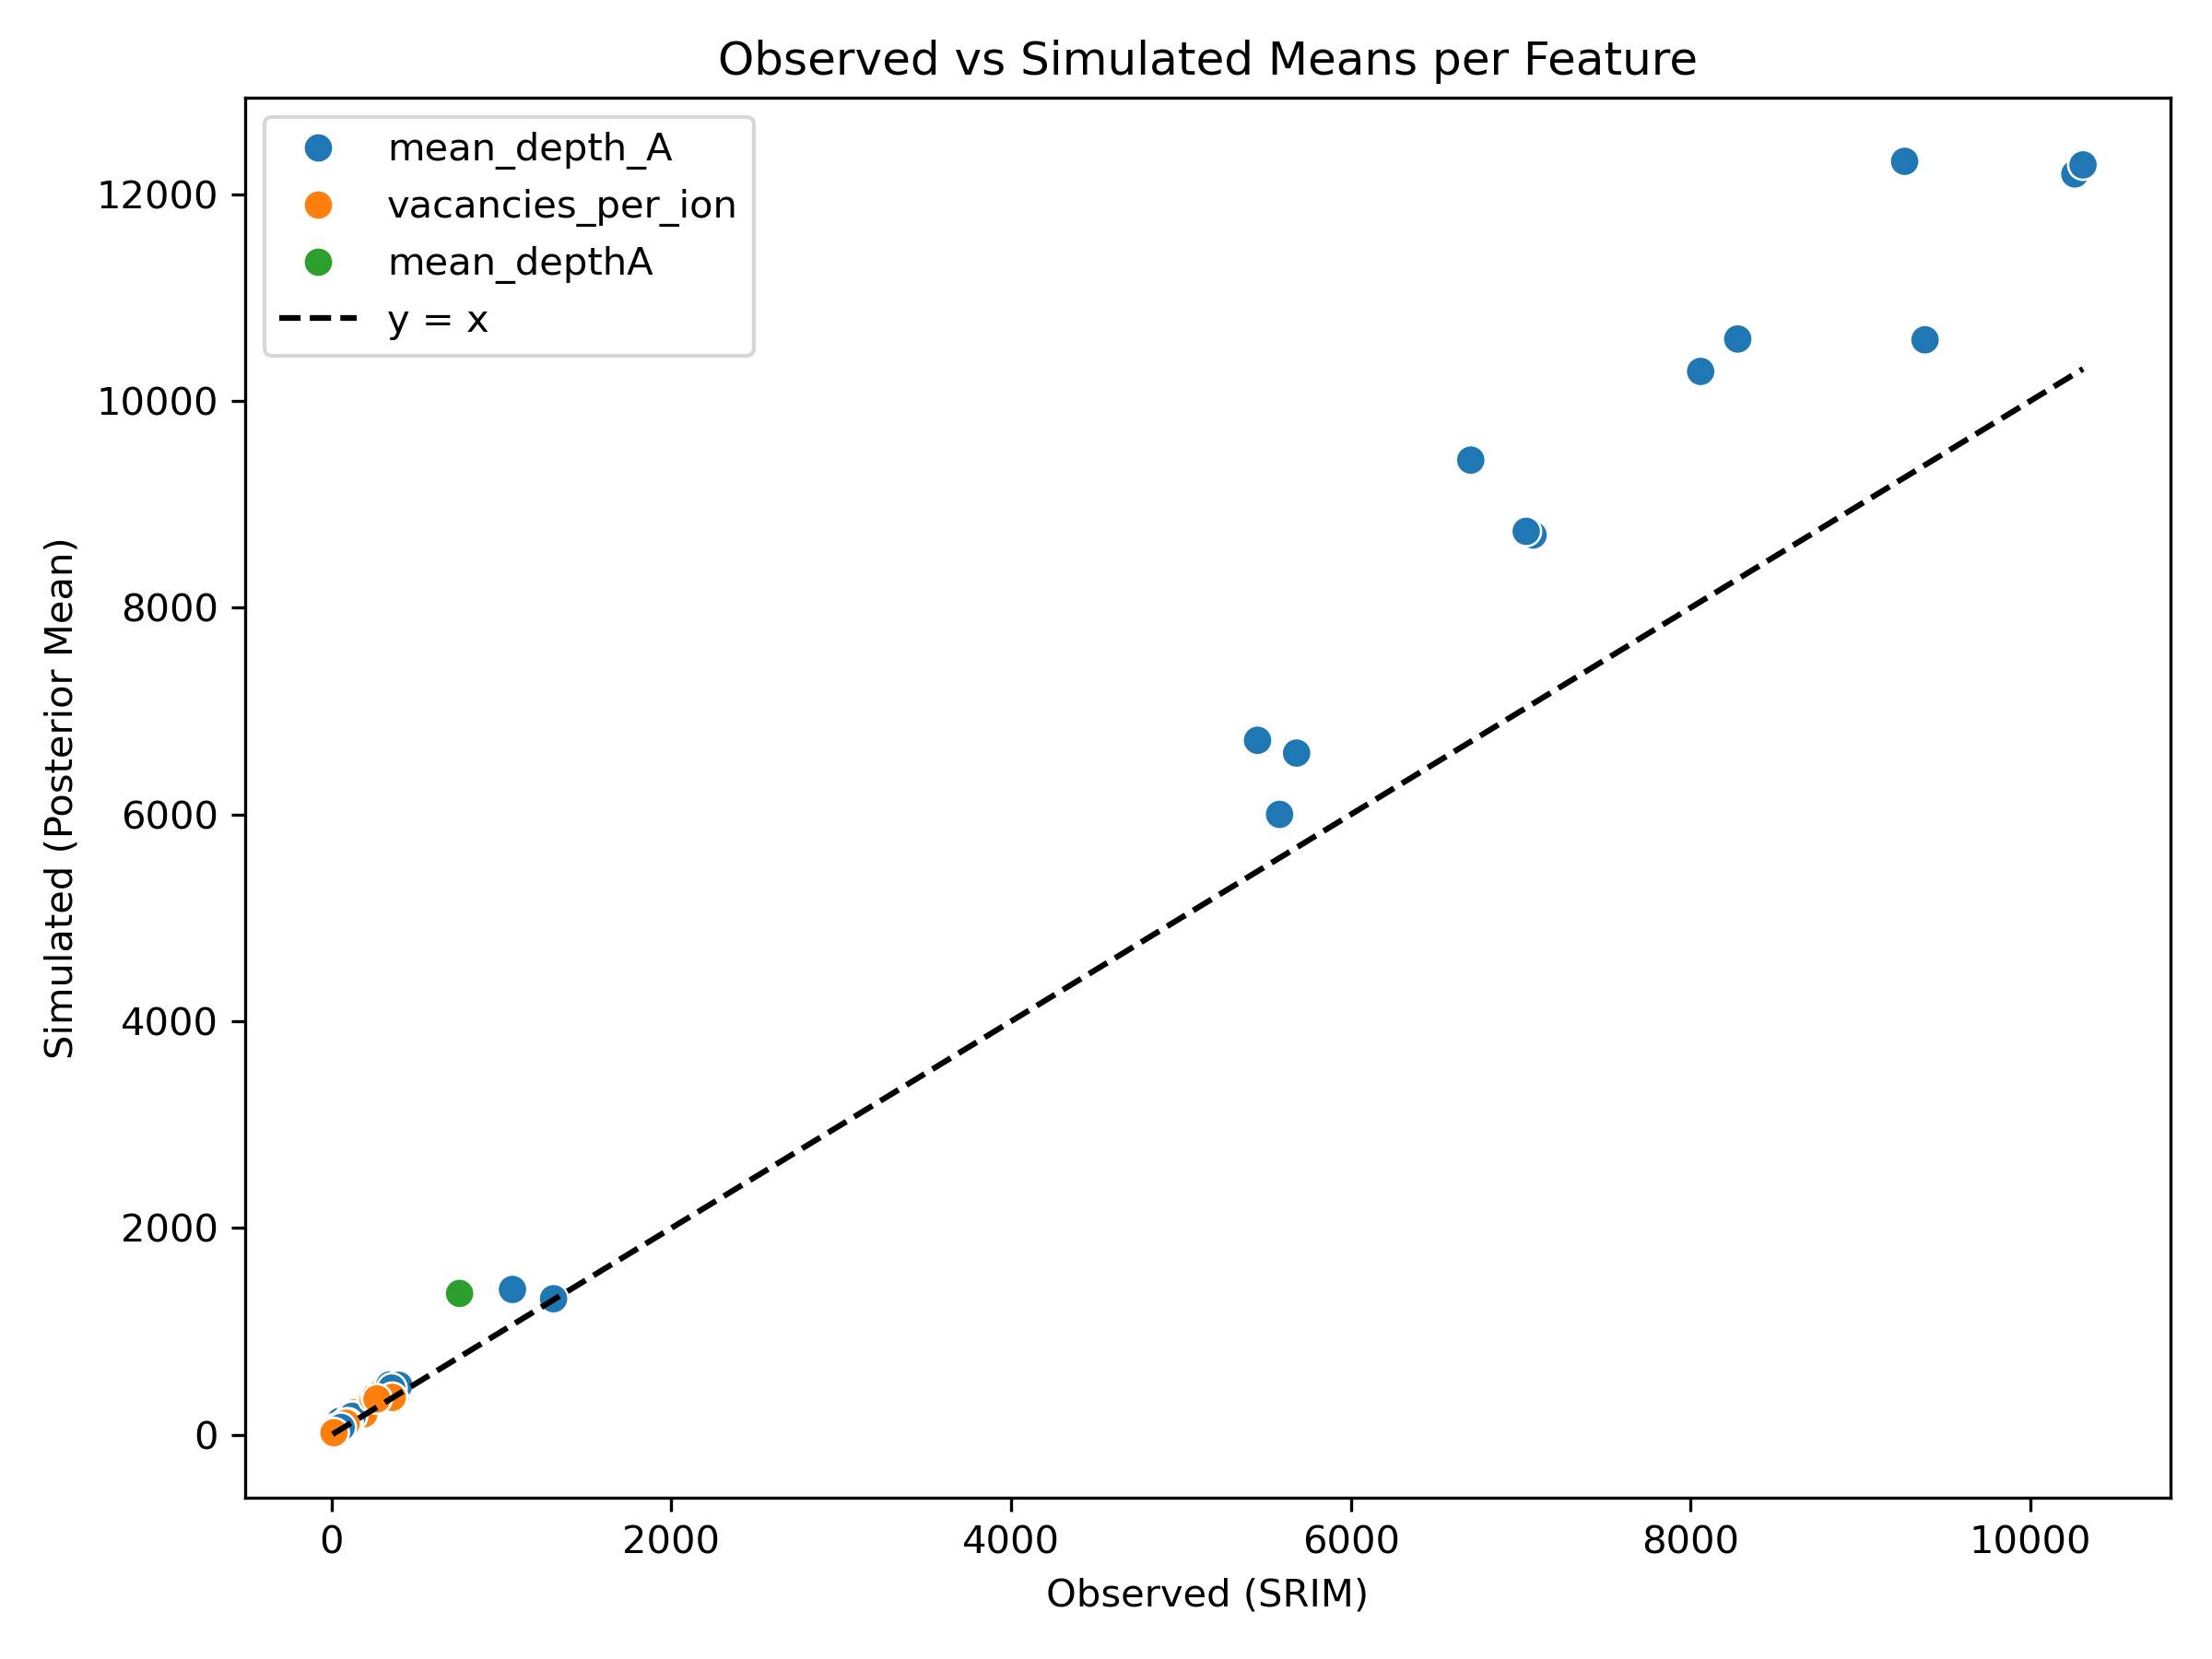 Observed vs Simulated Means per Feature
mean_depth_A
vacancies_per_ion
mean_depthA
y = x
12000
10000
8000
6000
4000
2000
0
Simulated (Posterior Mean)
0 2000 4000 6000 8000 10000
Observed (SRIM)